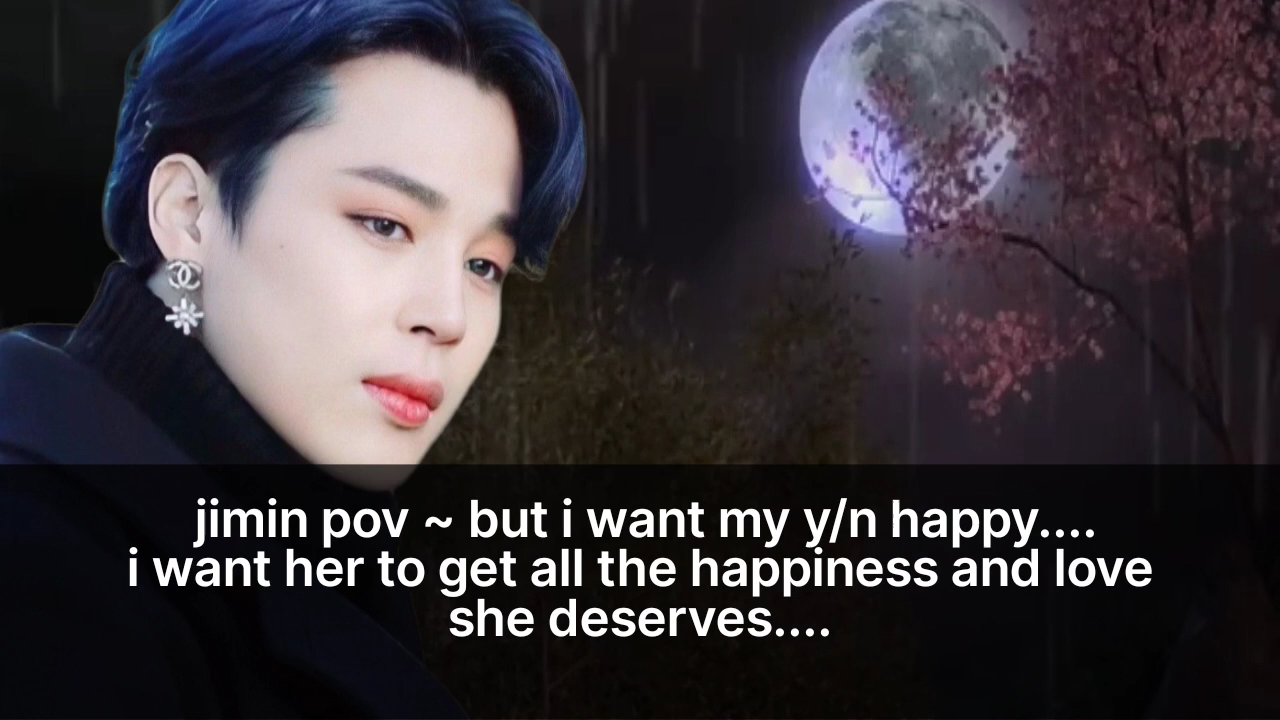 jimin pov ~ but i want my y/n happy....
i want her to get all the happiness and love
she deserves....